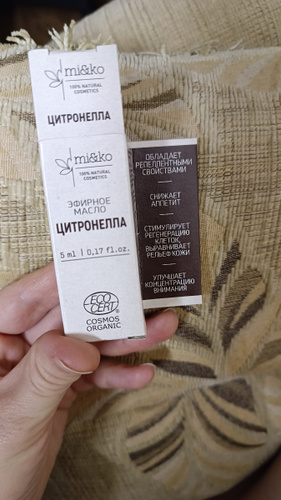 mi&ko
100% NATURAL
COSMETICS
ЦИТРОНЕЛЛА
mi&ko
100% NATURAL
COSMETICS
ЭФИРНОЕ
МАСЛО
ЦИТРОНЕЛЛА
5 ml | 0,17 fl.oz.
ECO
CERT
®
COSMOS
ORGANIC
ОБЛАДАЕТ
РЕПЕЛЛЕНТНЫМИ
СВОЙСТВАМИ
СНИЖАЕТ
АППЕТИТ
СТИМУЛИРУЕТ
РЕГЕНЕРАЦИЮ
КЛЕТОК,
ВЫРАВНИВАЕТ
РЕЛЬЕФ КОЖИ
УЛУЧШАЕТ
КОНЦЕНТРАЦИЮ
ВНИМАНИЯ